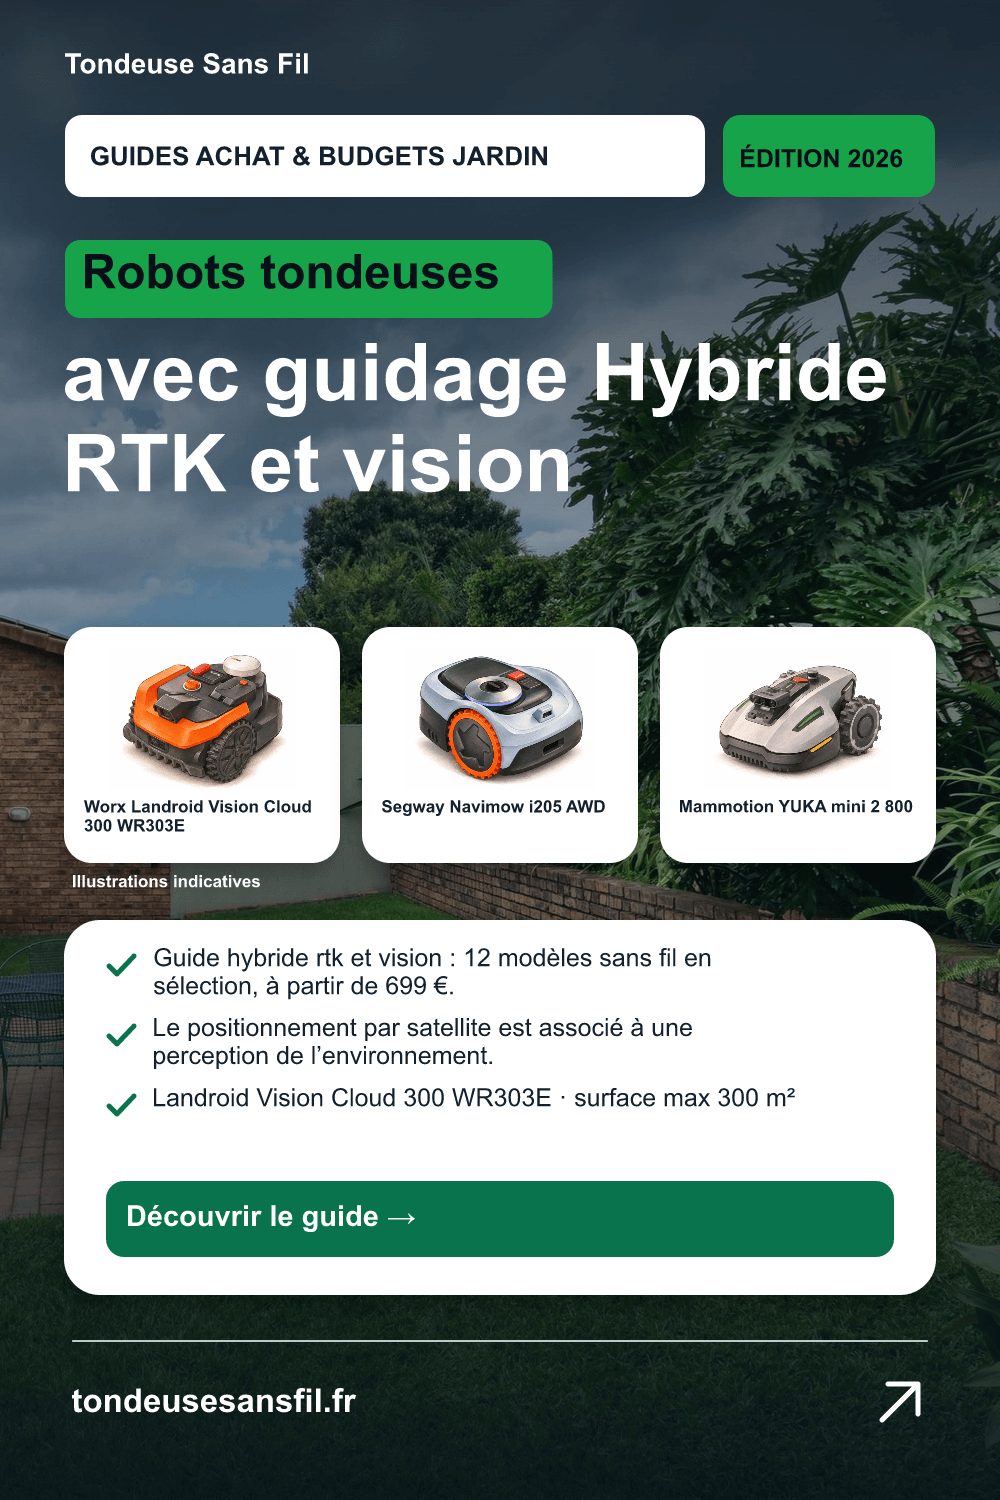 Tondeuse Sans Fil
GUIDES ACHAT & BUDGETS JARDIN
ÉDITION 2026
Robots tondeuses
avec guidage Hybride
RTK et vision
Worx Landroid Vision Cloud
300 WR303E
Segway Navimow i205 AWD
Mammotion YUKA mini 2 800
Illustrations indicatives
Guide hybride rtk et vision : 12 modèles sans fil en
sélection, à partir de 699 €.
Le positionnement par satellite est associé à une
perception de l’environnement.
Landroid Vision Cloud 300 WR303E · surface max 300 m²
Découvrir le guide →
tondeusesansfil.fr